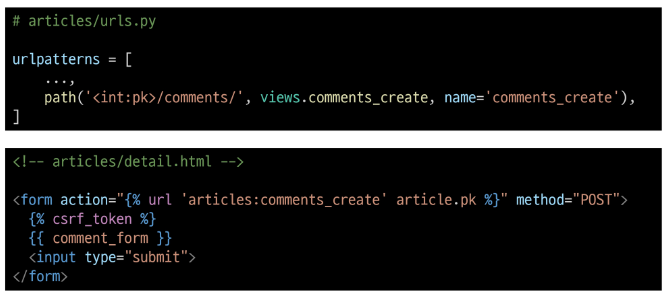 # articles/urls.py
urlpatterns = [
...,
path('<int:pk>/comments/', views.comments_create, name='comments_create'),
]
<!-- articles/detail.html -->
<form action="{% url 'articles:comments_create' article.pk %}" method="POST">
{% csrf_token %}
{{ comment_form }}
<input type="submit">
</form>